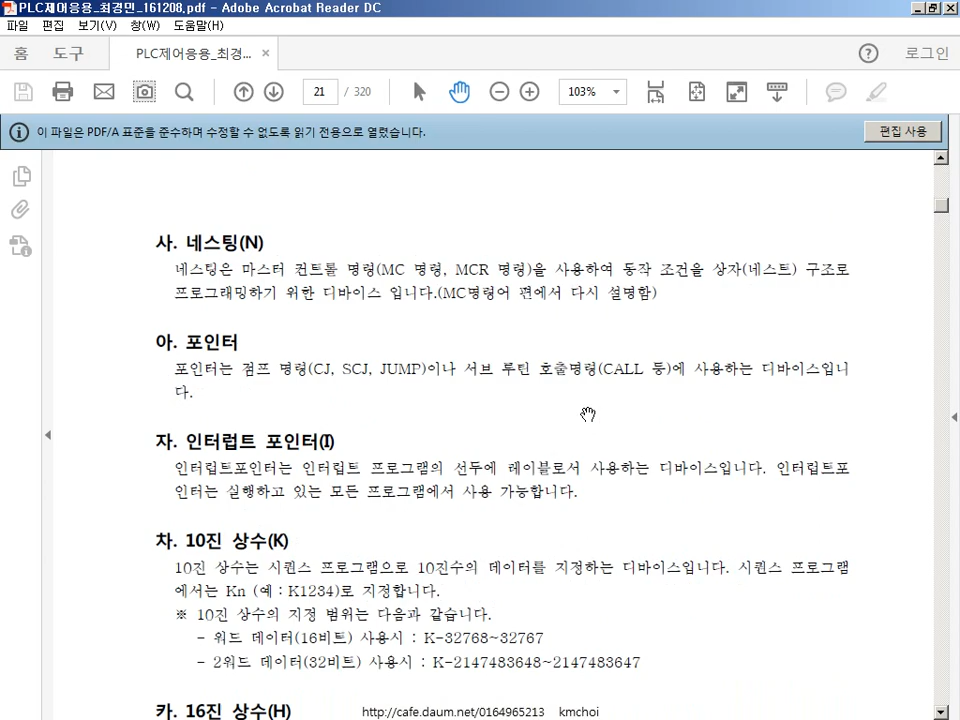 PLC제어응용_최경민_161208.pdf - Adobe Acrobat Reader DC
파일 편집 보기(V) 창(W) 도움말(H)
홈 도구 PLC제어응용_최경... × ? 로그인
21 / 320 103%
이 파일은 PDF/A 표준을 준수하며 수정할 수 없도록 읽기 전용으로 열렸습니다. 편집 사용
사. 네스팅(N)
네스팅은 마스터 컨트롤 명령(MC 명령, MCR 명령)을 사용하여 동작 조건을 상자(네스트) 구조로
프로그래밍하기 위한 디바이스 입니다.(MC명령어 편에서 다시 설명함)
아. 포인터
포인터는 점프 명령(CJ, SCJ, JUMP)이나 서브 루틴 호출명령(CALL 등)에 사용하는 디바이스입니
다.
자. 인터럽트 포인터(I)
인터럽트포인터는 인터럽트 프로그램의 선두에 레이블로서 사용하는 디바이스입니다. 인터럽트포
인터는 실행하고 있는 모든 프로그램에서 사용 가능합니다.
차. 10진 상수(K)
10진 상수는 시퀀스 프로그램으로 10진수의 데이터를 지정하는 디바이스입니다. 시퀀스 프로그램
에서는 Kn (예 : K1234)로 지정합니다.
※ 10진 상수의 지정 범위는 다음과 같습니다.
- 워드 데이터(16비트) 사용시 : K-32768~32767
- 2워드 데이터(32비트) 사용시 : K-2147483648~2147483647
카. 16진 상수(H)
http://cafe.daum.net/0164965213 kmchoi